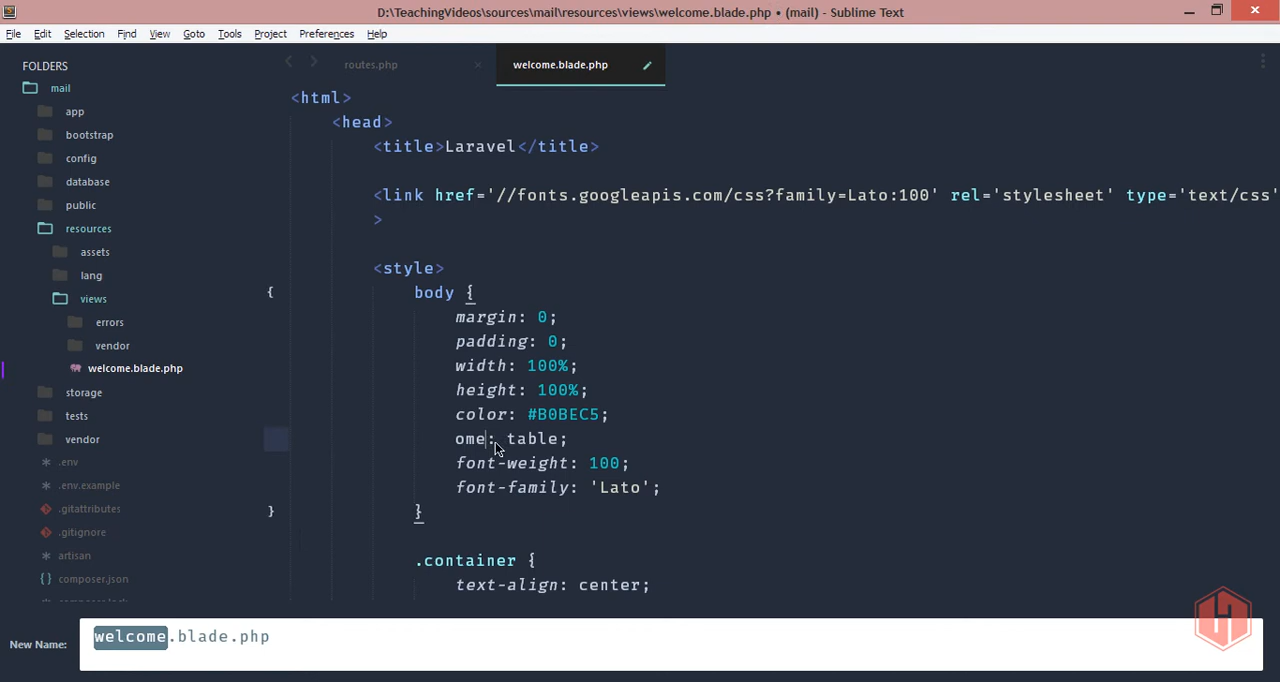 D:\TeachingVideos\sources\mail\resources\views\welcome.blade.php • (mail) - Sublime Text
File Edit Selection Find View Goto Tools Project Preferences Help
FOLDERS
mail
app
bootstrap
config
database
public
resources
assets
lang
views
errors
vendor
welcome.blade.php
storage
tests
vendor
.env
.env.example
.gitattributes
.gitignore
artisan
composer.json
routes.php
welcome.blade.php
<html>
<head>
<title>Laravel</title>
<link href='//fonts.googleapis.com/css?family=Lato:100' rel='stylesheet' type='text/css'
>
<style>
body {
margin: 0;
padding: 0;
width: 100%;
height: 100%;
color: #B0BEC5;
ome: table;
font-weight: 100;
font-family: 'Lato';
}
.container {
text-align: center;
New Name: welcome.blade.php